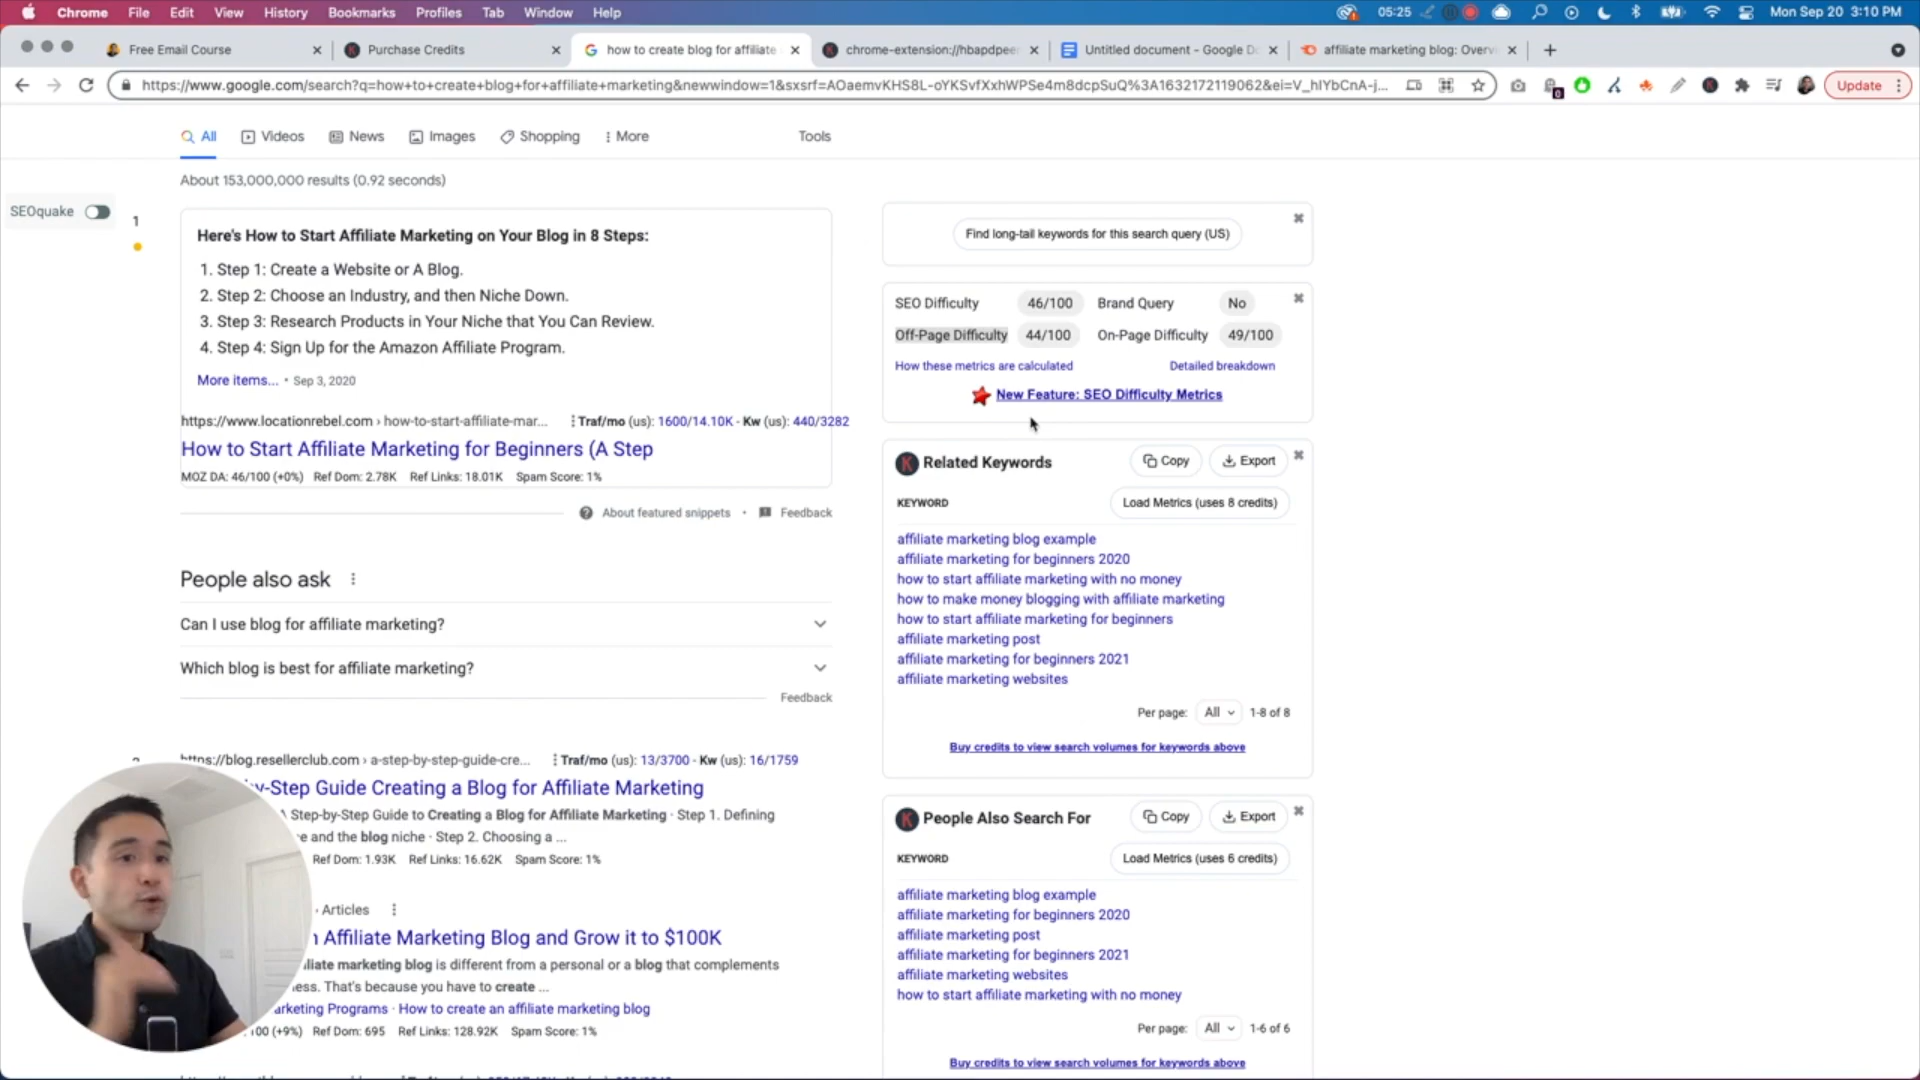 Chrome File Edit View History Bookmarks Profiles Tab Window Help 05:25 Mon Sep 20 3:10 PM
Free Email Course
Purchase Credits
how to create blog for affiliate
chrome-extension://hbapdpee
Untitled document - Google Do
affiliate marketing blog: Overvi
https://www.google.com/search?q=how+to+create+blog+for+affiliate+marketing&newwindow=1&sxsrf=AOaemvKHS8L-oYKSvfXxhWPSe4m8dcpSuQ%3A1632172119062&ei=V_hIYbCnA-j...
0
Update
All Videos News Images Shopping More Tools
About 153,000,000 results (0.92 seconds)
SEOquake
1
Here's How to Start Affiliate Marketing on Your Blog in 8 Steps:
1. Step 1: Create a Website or A Blog.
2. Step 2: Choose an Industry, and then Niche Down.
3. Step 3: Research Products in Your Niche that You Can Review.
4. Step 4: Sign Up for the Amazon Affiliate Program.
More items... • Sep 3, 2020
https://www.locationrebel.com › how-to-start-affiliate-mar... Traf/mo (us): 1600/14.10K - Kw (us): 440/3282
How to Start Affiliate Marketing for Beginners (A Step
MOZ DA: 46/100 (+0%) Ref Dom: 2.78K Ref Links: 18.01K Spam Score: 1%
About featured snippets • Feedback
People also ask
Can I use blog for affiliate marketing?
Which blog is best for affiliate marketing?
Feedback
https://blog.resellerclub.com › a-step-by-step-guide-cre... Traf/mo (us): 13/3700 - Kw (us): 16/1759
y-Step Guide Creating a Blog for Affiliate Marketing
A Step-by-Step Guide to Creating a Blog for Affiliate Marketing · Step 1. Defining
e and the blog niche · Step 2. Choosing a ...
Ref Dom: 1.93K Ref Links: 16.62K Spam Score: 1%
› Articles
Affiliate Marketing Blog and Grow it to $100K
iliate marketing blog is different from a personal or a blog that complements
ess. That's because you have to create ...
arketing Programs · How to create an affiliate marketing blog
100 (+9%) Ref Dom: 695 Ref Links: 128.92K Spam Score: 1%
Find long-tail keywords for this search query (US)
SEO Difficulty 46/100 Brand Query No
Off-Page Difficulty 44/100 On-Page Difficulty 49/100
How these metrics are calculated Detailed breakdown
New Feature: SEO Difficulty Metrics
K Related Keywords Copy Export
KEYWORD Load Metrics (uses 8 credits)
affiliate marketing blog example
affiliate marketing for beginners 2020
how to start affiliate marketing with no money
how to make money blogging with affiliate marketing
how to start affiliate marketing for beginners
affiliate marketing post
affiliate marketing for beginners 2021
affiliate marketing websites
Per page: All 1-8 of 8
Buy credits to view search volumes for keywords above
K People Also Search For Copy Export
KEYWORD Load Metrics (uses 6 credits)
affiliate marketing blog example
affiliate marketing for beginners 2020
affiliate marketing post
affiliate marketing for beginners 2021
affiliate marketing websites
how to start affiliate marketing with no money
Per page: All 1-6 of 6
Buy credits to view search volumes for keywords above